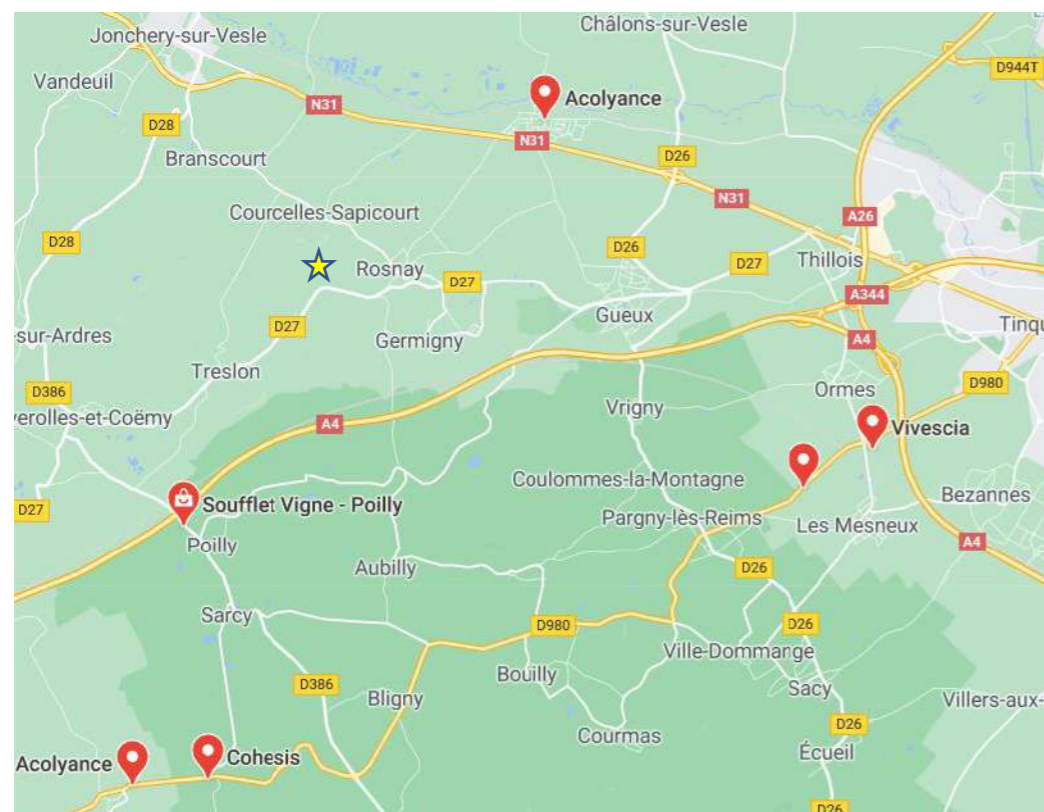 Châlons-sur-Vesle
Jonchery-sur-Vesle
D944T
Vandeuil
Acolyance
N31
D28
N31
D26
Branscourt
N31
Courcelles-Sapicourt
A26
D28
D26
D27
Thillois
Rosnay
D27
A344
Gueux
D27
Tinqu
-sur-Ardres
Germigny
A4
Treslon
D980
D386
Ormes
Vrigny
verolles-et-Coëmy
A4
Vivescia
Coulommes-la-Montagne
Bezannes
Soufflet Vigne - Poilly
D27
Pargny-lès-Reims
Les Mesneux
A4
Poilly
Aubilly
D26
Sarcy
D980
D26
Ville-Dommange
Bouilly
D386
Sacy
Bligny
Villers-aux-
D26
Courmas
Écueil
Acolyance
Cohesis
D26